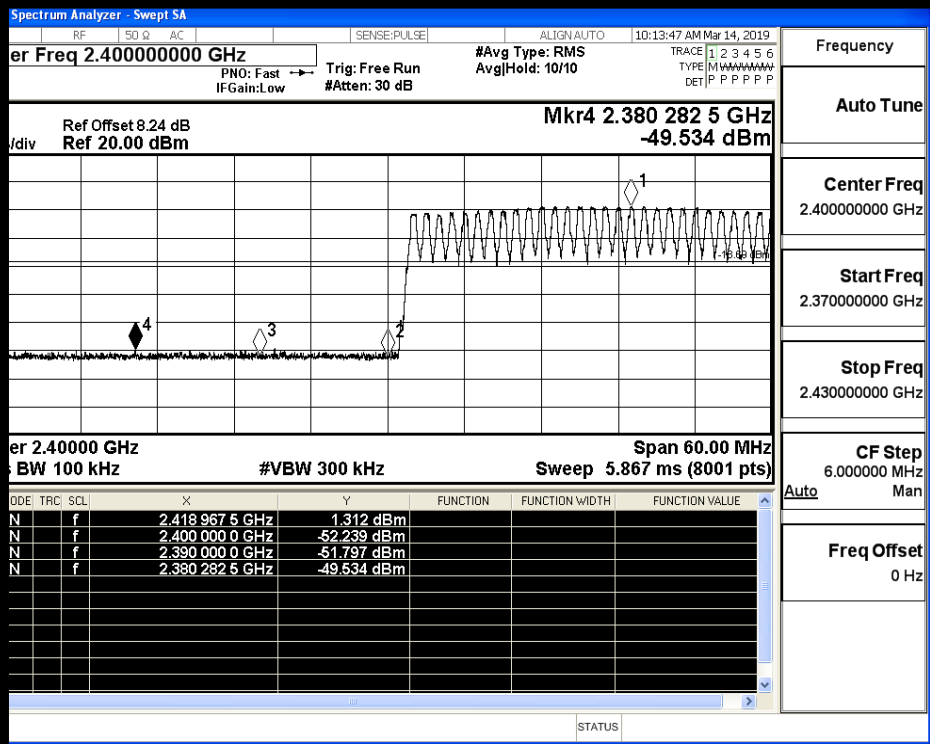 Spectrum Analyzer - Swept SA
RF 50 Ω AC SENSE:PULSE ALIGN AUTO 10:13:47 AM Mar 14, 2019
er Freq 2.400000000 GHz
PNO: Fast
IFGain:Low
Trig: Free Run
#Atten: 30 dB
#Avg Type: RMS
Avg|Hold: 10/10
TRACE 1 2 3 4 5 6
TYPE M WWWWW
DET P P P P P P
Frequency
Auto Tune
Mkr4 2.380 282 5 GHz
-49.534 dBm
Ref Offset 8.24 dB
/div Ref 20.00 dBm
1
4
3
2
-18.69 dBm
Center Freq
2.400000000 GHz
Start Freq
2.370000000 GHz
Stop Freq
2.430000000 GHz
er 2.40000 GHz Span 60.00 MHz
s BW 100 kHz #VBW 300 kHz Sweep 5.867 ms (8001 pts)
CF Step
6.000000 MHz
Auto Man
Freq Offset
0 Hz
ODE TRC SCL X Y FUNCTION FUNCTION WIDTH FUNCTION VALUE
N f 2.418 967 5 GHz 1.312 dBm
N f 2.400 000 0 GHz -52.239 dBm
N f 2.390 000 0 GHz -51.797 dBm
N f 2.380 282 5 GHz -49.534 dBm
STATUS